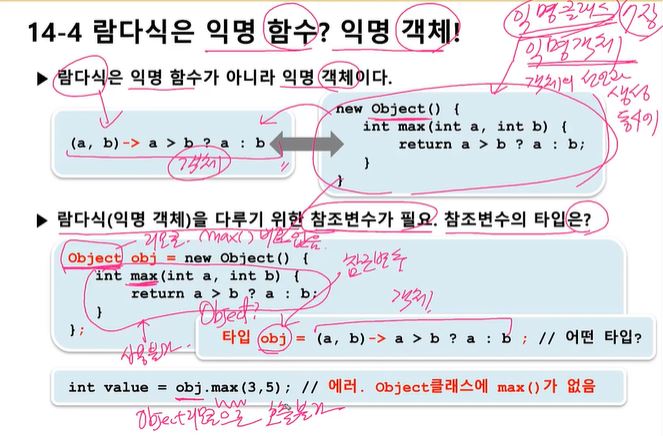 14-4 람다식은 익명 함수? 익명 객체!
익명클래스 7장
익명객체
객체의 선언과
생성
동시에
▶ 람다식은 익명 함수가 아니라 익명 객체이다.
(a, b)-> a > b ? a : b
객체
new Object() {
int max(int a, int b) {
return a > b ? a : b;
}
}
▶ 람다식(익명 객체)을 다루기 위한 참조변수가 필요. 참조변수의 타입은?
리모콘. max() 버튼 없음
Object obj = new Object() {
int max(int a, int b) {
return a > b ? a : b;
}
};
참조변수
객체!
Object?
사용불가.
타입 obj = (a, b)-> a > b ? a : b ; // 어떤 타입?
int value = obj.max(3,5); // 에러. Object클래스에 max()가 없음
Object리모콘으로 호출불가